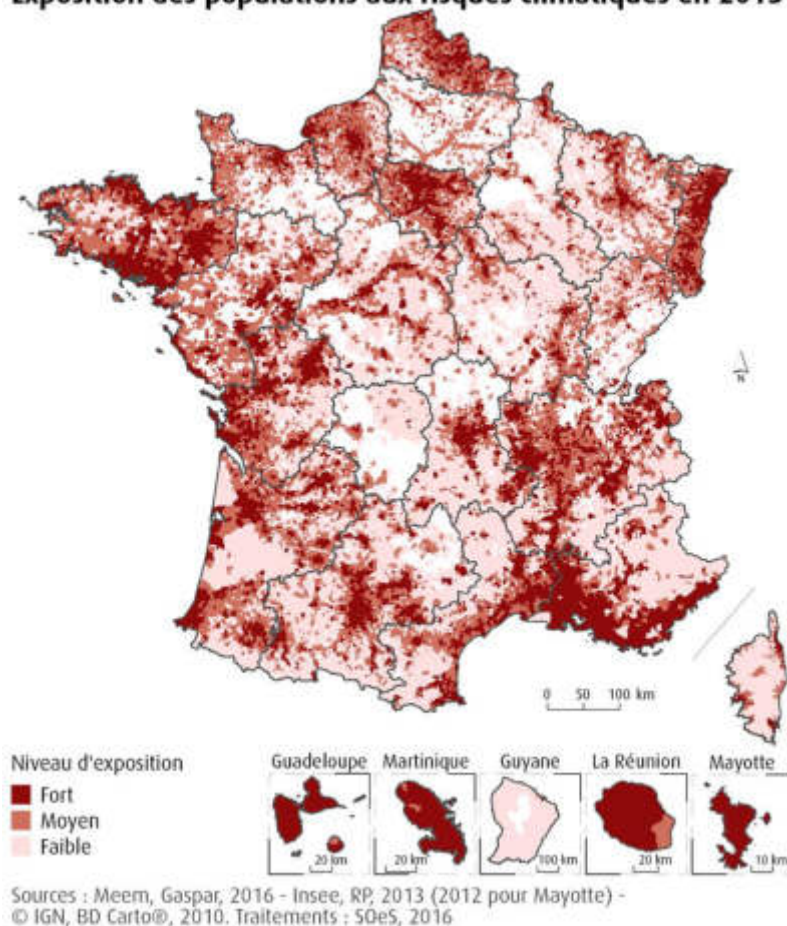 Exposition des populations aux risques climatiques en 2013
N
0 50 100 km
Niveau d'exposition
Fort
Moyen
Faible
Guadeloupe
20 km
Martinique
20 km
Guyane
100 km
La Réunion
20 km
Mayotte
10 km
Sources : Meem, Gaspar, 2016 - Insee, RP, 2013 (2012 pour Mayotte) -
© IGN, BD Carto®, 2010. Traitements : SOeS, 2016